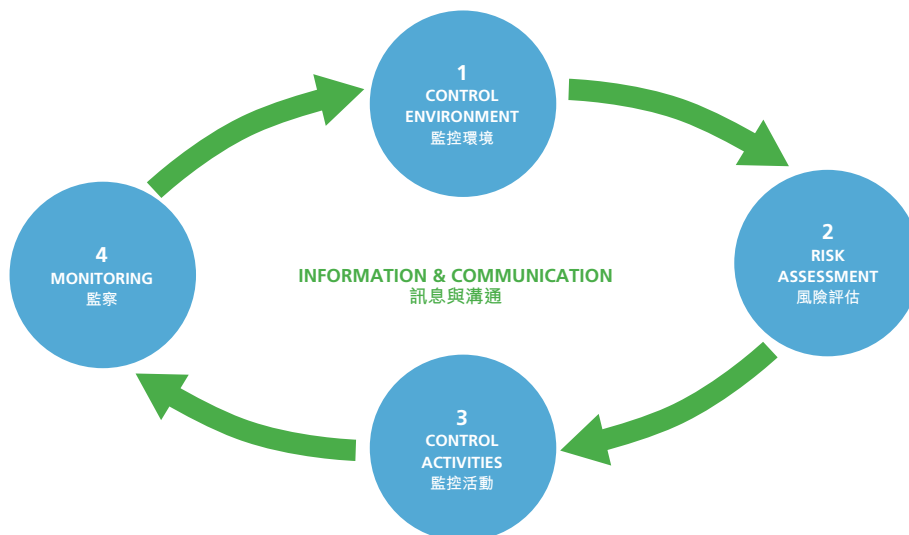 1
CONTROL
ENVIRONMENT
監控環境
2
RISK
ASSESSMENT
風險評估
4
MONITORING
監察
INFORMATION & COMMUNICATION
訊息與溝通
3
CONTROL
ACTIVITIES
監控活動